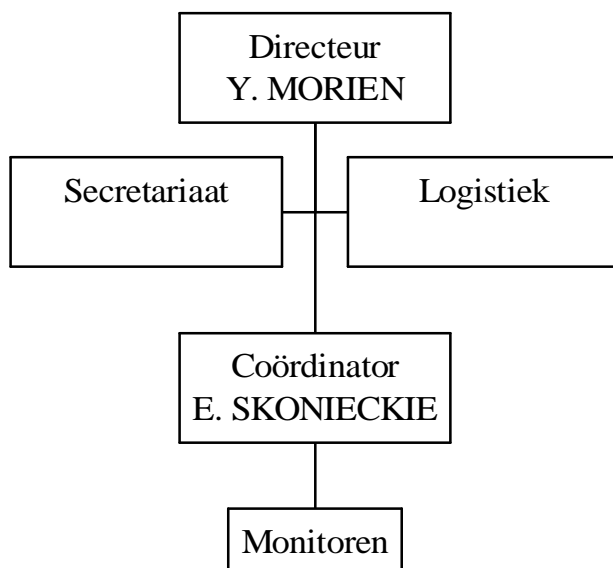 Directeur
Y. MORIEN
Secretariaat
Logistiek
Coördinator
E. SKONIECKIE
Monitoren